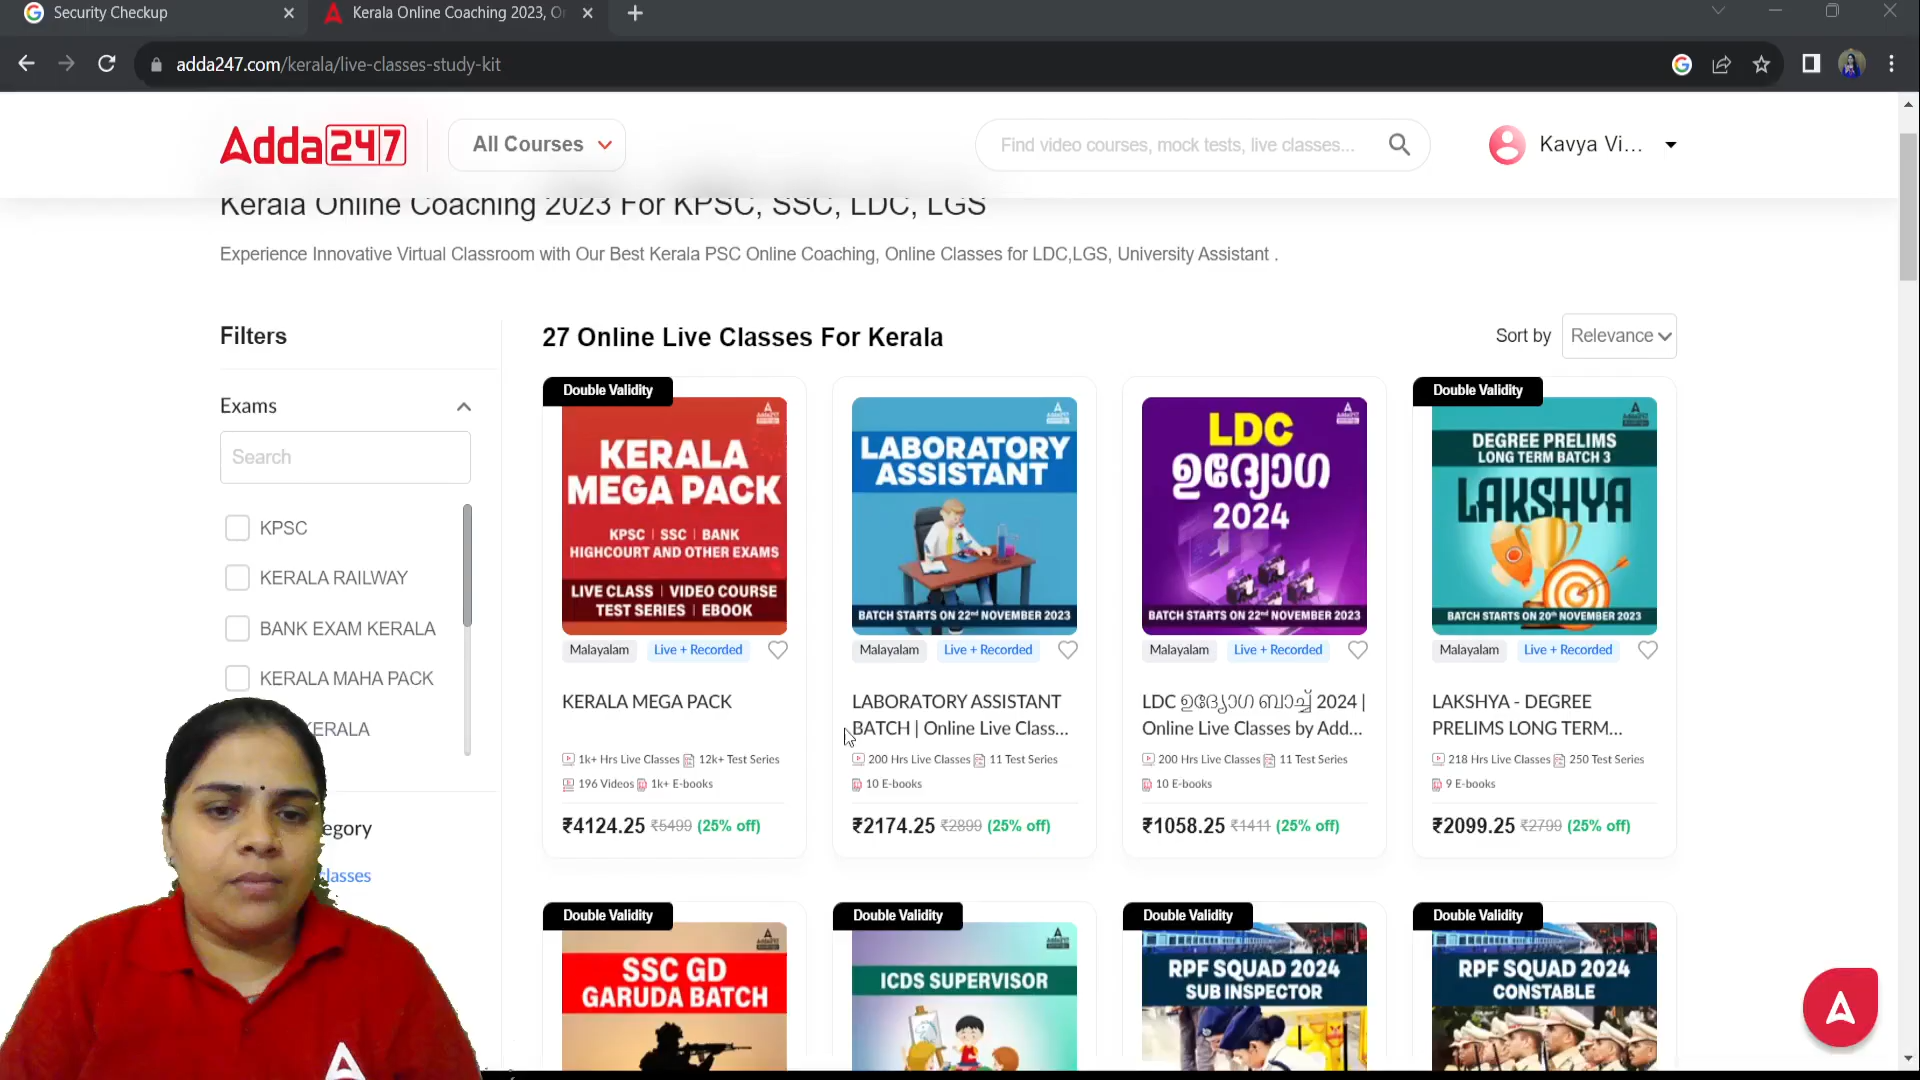 Security Checkup
Kerala Online Coaching 2023, O
adda247.com/kerala/live-classes-study-kit
Adda247
All Courses
Find video courses, mock tests, live classes...
Kavya Vi...
Kerala Online Coaching 2023 For KPSC, SSC, LDC, LGS
Experience Innovative Virtual Classroom with Our Best Kerala PSC Online Coaching, Online Classes for LDC,LGS, University Assistant .
Filters
Exams
Search
KPSC
KERALA RAILWAY
BANK EXAM KERALA
KERALA MAHA PACK
KERALA
egory
classes
27 Online Live Classes For Kerala
Sort by
Relevance
Double Validity
KERALA
MEGA PACK
KPSC | SSC | BANK
HIGHCOURT AND OTHER EXAMS
LIVE CLASS | VIDEO COURSE
TEST SERIES | EBOOK
Malayalam
Live + Recorded
KERALA MEGA PACK
1k+ Hrs Live Classes
12k+ Test Series
196 Videos
1k+ E-books
₹4124.25 ₹5499 (25% off)
LABORATORY
ASSISTANT
BATCH STARTS ON 22nd NOVEMBER 2023
Malayalam
Live + Recorded
LABORATORY ASSISTANT
BATCH | Online Live Class...
200 Hrs Live Classes
11 Test Series
10 E-books
₹2174.25 ₹2899 (25% off)
LDC
ഉദ്യോഗ
2024
BATCH STARTS ON 22nd NOVEMBER 2023
Malayalam
Live + Recorded
LDC ഉദ്യോഗ ബാച്ച് 2024 |
Online Live Classes by Add...
200 Hrs Live Classes
11 Test Series
10 E-books
₹1058.25 ₹1411 (25% off)
Double Validity
DEGREE PRELIMS
LONG TERM BATCH 3
LAKSHYA
BATCH STARTS ON 20th NOVEMBER 2023
Malayalam
Live + Recorded
LAKSHYA - DEGREE
PRELIMS LONG TERM...
218 Hrs Live Classes
250 Test Series
9 E-books
₹2099.25 ₹2799 (25% off)
Double Validity
SSC GD
GARUDA BATCH
Double Validity
ICDS SUPERVISOR
Double Validity
RPF SQUAD 2024
SUB INSPECTOR
Double Validity
RPF SQUAD 2024
CONSTABLE